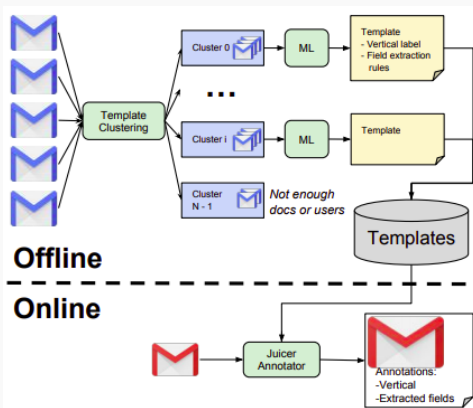 Template
Clustering
Cluster 0
ML
Template
- Vertical label
- Field extraction
rules
...
Cluster i
ML
Template
Cluster
N - 1
Not enough
docs or users
Templates
Offline
Online
Juicer
Annotator
Annotations:
-Vertical
-Extracted fields